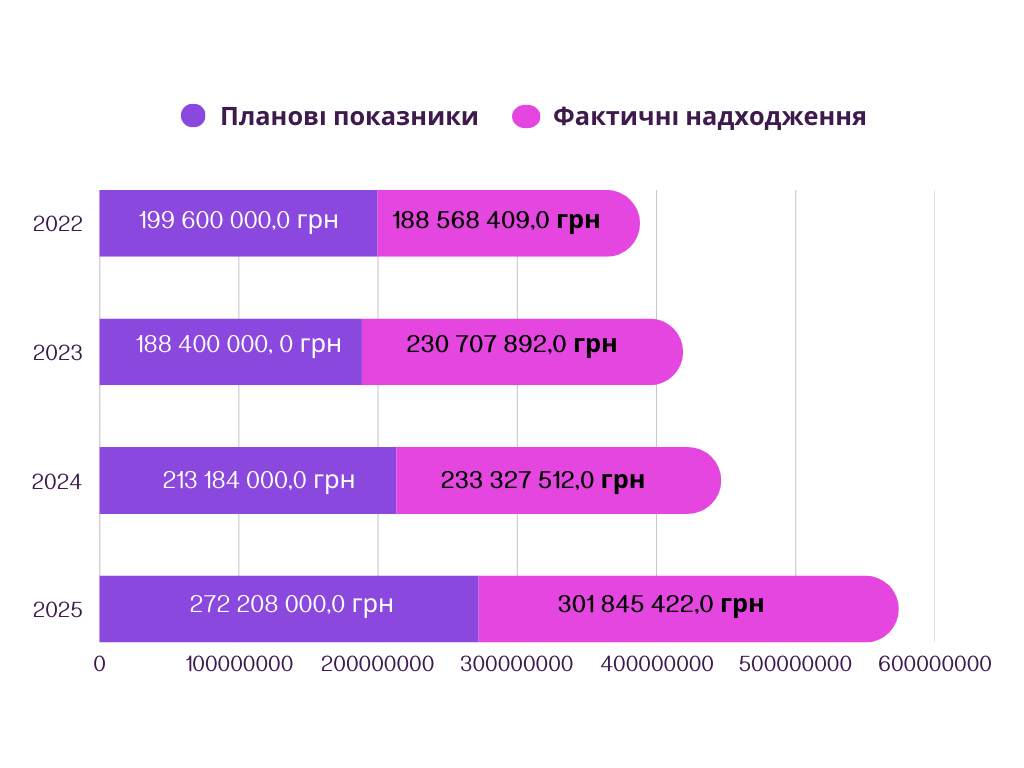 Планові показники Фактичні надходження
2022 199 600 000,0 грн 188 568 409,0 грн
2023 188 400 000, 0 грн 230 707 892,0 грн
2024 213 184 000,0 грн 233 327 512,0 грн
2025 272 208 000,0 грн 301 845 422,0 грн
0 100000000 200000000 300000000 400000000 500000000 600000000